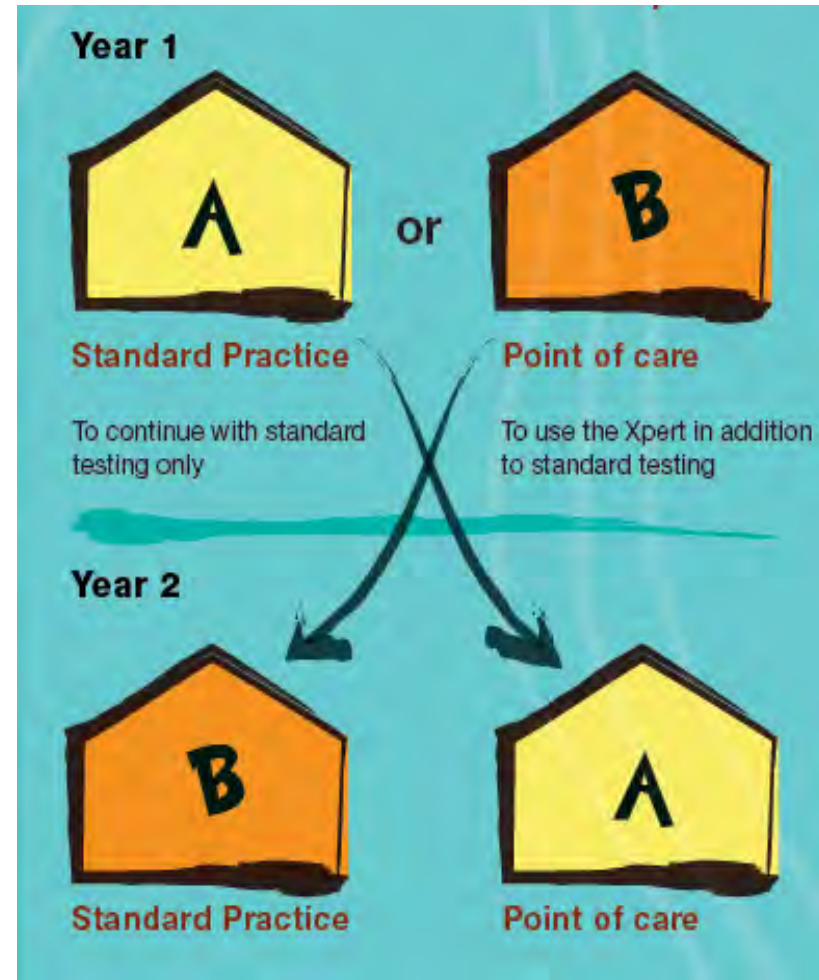 Year 1
A
or
B
Standard Practice
Point of care
To continue with standard
testing only
To use the Xpert in addition
to standard testing
Year 2
B
A
Standard Practice
Point of care